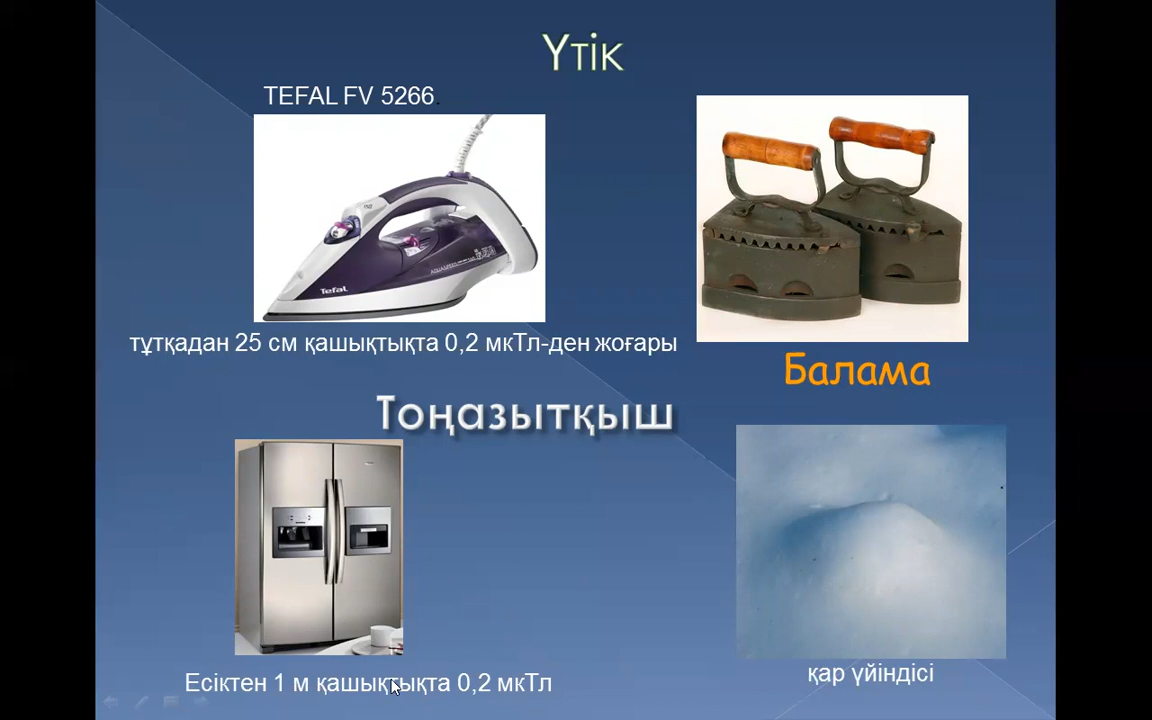 Үтік
TEFAL FV 5266.
Tefal
тұтқадан 25 см қашықтықта 0,2 мкТл-ден жоғары
Балама
Тоңазытқыш
Есіктен 1 м қашықтықта 0,2 мкТл
қар үйіндісі